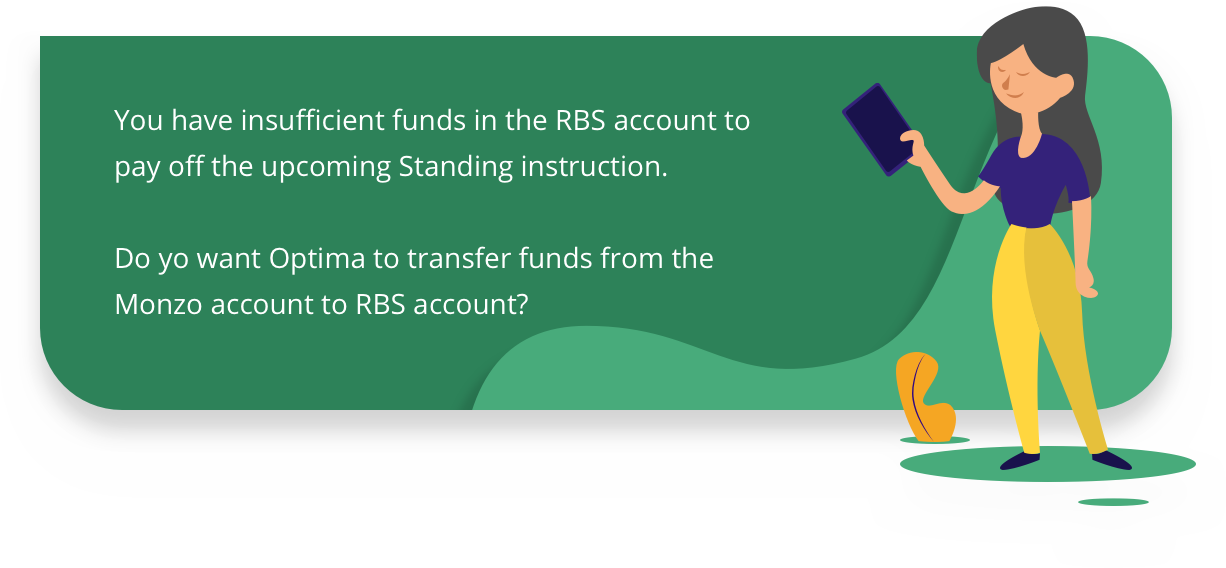 You have insufficient funds in the RBS account to
pay off the upcoming Standing instruction.
Do yo want Optima to transfer funds from the
Monzo account to RBS account?